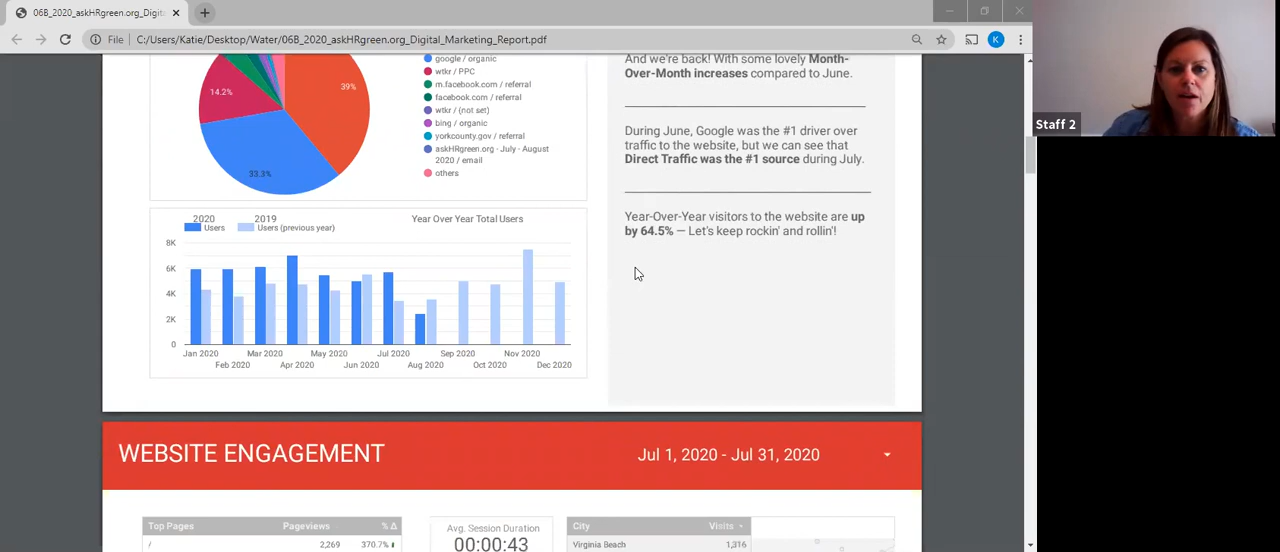 06B_2020_askHRgreen.org_Digit
File
C:/Users/Katie/Desktop/Water/06B_2020_askHRgreen.org_Digital_Marketing_Report.pdf
K
Staff 2
39%
14.2%
33.3%
google / organic
wtkr / PPC
m.facebook.com / referral
facebook.com / referral
wtkr / (not set)
bing / organic
yorkcounty.gov / referral
askHRgreen.org - July - August
2020 / email
others
And we're back! With some lovely Month-
Over-Month increases compared to June.
During June, Google was the #1 driver over
traffic to the website, but we can see that
Direct Traffic was the #1 source during July.
Year-Over-Year visitors to the website are up
by 64.5% — Let's keep rockin' and rollin'!
2020 2019 Year Over Year Total Users
Users Users (previous year)
8K
6K
4K
2K
0
Jan 2020 Mar 2020 May 2020 Jul 2020 Sep 2020 Nov 2020
Feb 2020 Apr 2020 Jun 2020 Aug 2020 Oct 2020 Dec 2020
WEBSITE ENGAGEMENT
Jul 1, 2020 - Jul 31, 2020
Top Pages Pageviews % Δ
/ 2,269 370.7%
Avg. Session Duration
00:00:43
City Visits
Virginia Beach 1,316